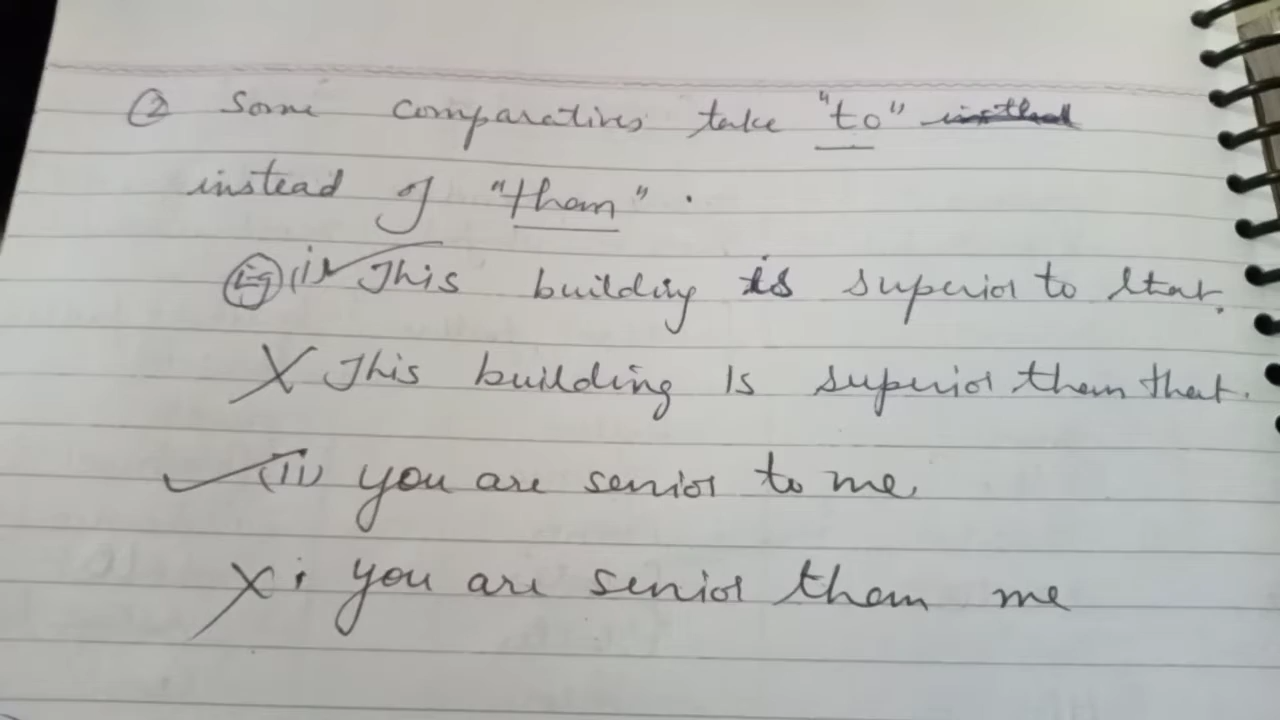 ② Some comparatives take "to"
instead of "than".
Eg (i) This building is superior to that.
X This building is superior than that.
(ii) you are senior to me
X. you are senior than me